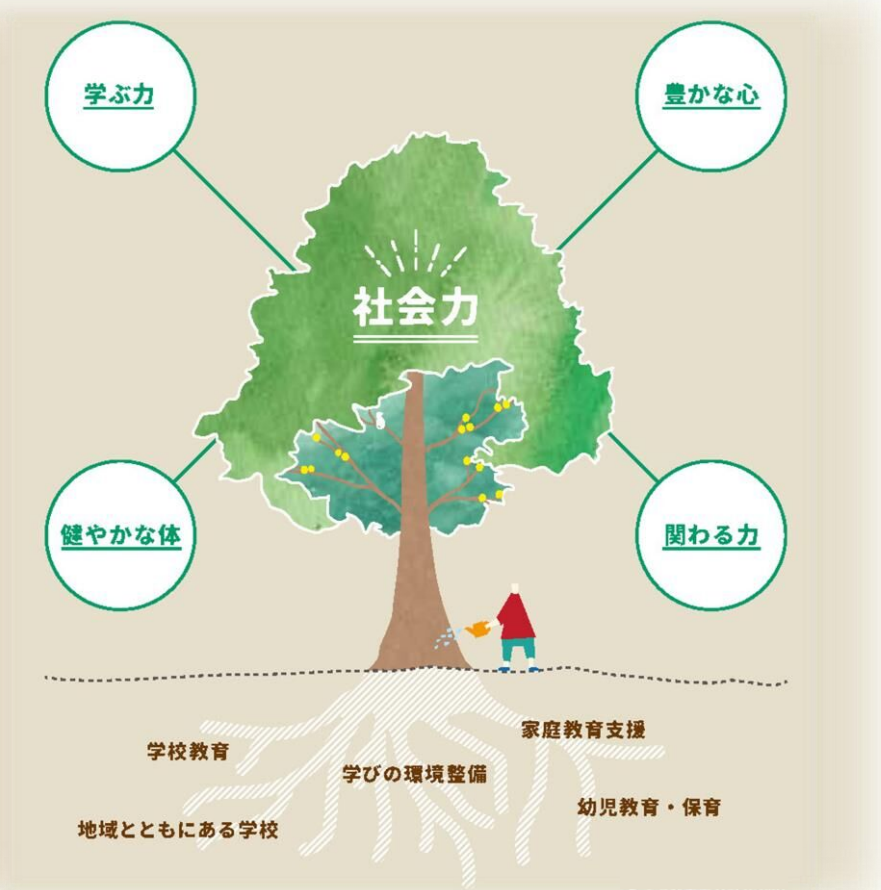 学ぶ力
豊かな心
社会力
健やかな体
関わる力
家庭教育支援
学校教育
学びの環境整備
幼児教育・保育
地域とともにある学校